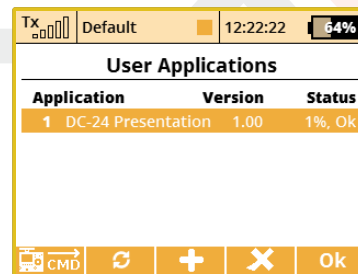 Tx Default 12:22:22 64%
User Applications
Application Version Status
1 DC-24 Presentation 1.00 1%, Ok
CMD Ok